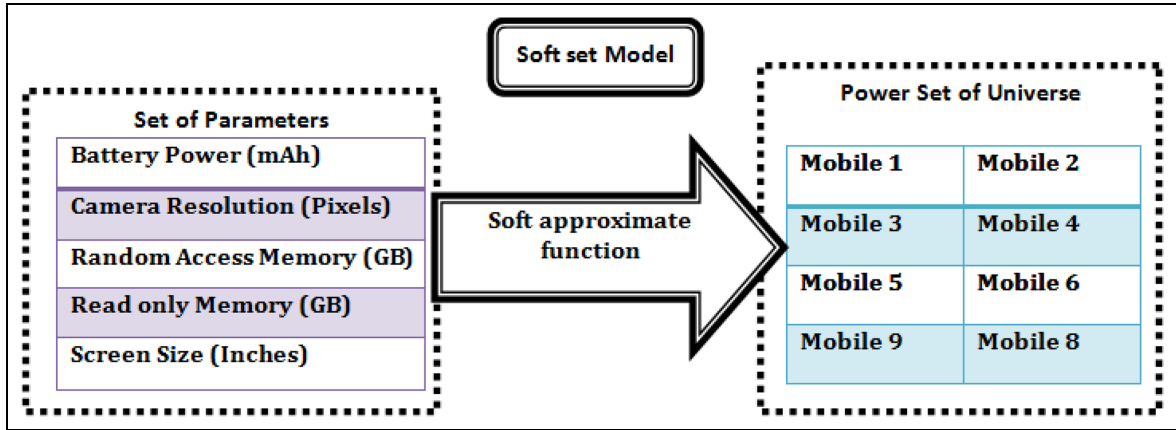 Soft set Model
Set of Parameters
Battery Power (mAh)
Camera Resolution (Pixels)
Random Access Memory (GB)
Read only Memory (GB)
Screen Size (Inches)
Soft approximate
function
Power Set of Universe
Mobile 1 Mobile 2
Mobile 3 Mobile 4
Mobile 5 Mobile 6
Mobile 9 Mobile 8